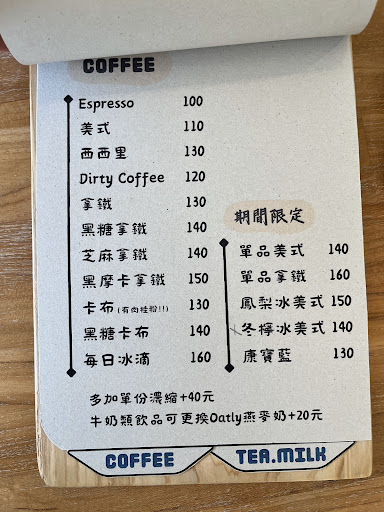 COFFEE
Espresso 100
美式 110
西西里 130
Dirty Coffee 120
拿鐵 130
黑糖拿鐵 140
芝麻拿鐵 140
黑摩卡拿鐵 150
卡布(有肉桂粉!!) 130
黑糖卡布 140
每日冰滴 160
期間限定
單品美式 140
單品拿鐵 160
鳳梨冰美式 150
冬檸冰美式 140
康寶藍 130
多加單份濃縮+40元
牛奶類飲品可更換Oatly燕麥奶+20元
COFFEE
TEA.MILK